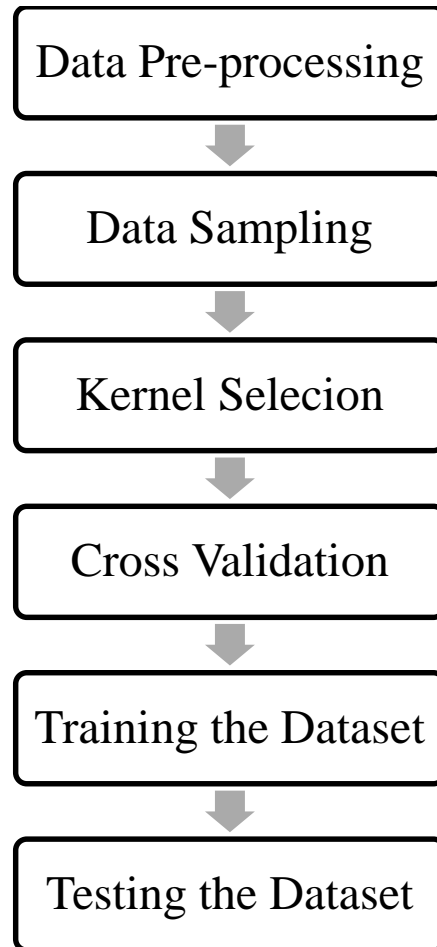 Data Pre-processing
Data Sampling
Kernel Selecion
Cross Validation
Training the Dataset
Testing the Dataset